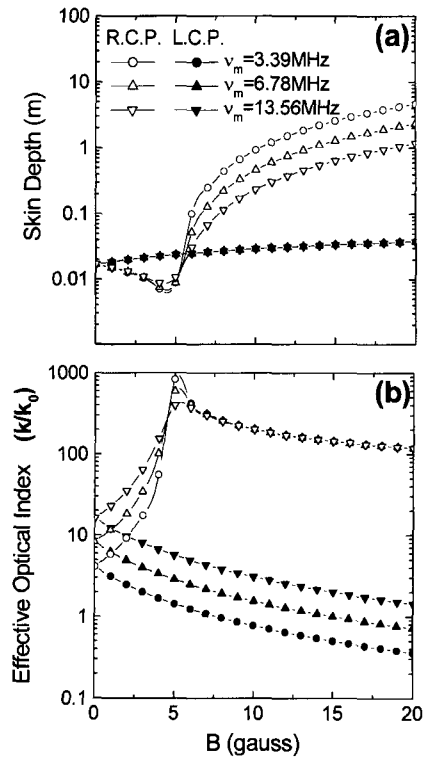 (a)
R.C.P. L.C.P.
ν_m=3.39MHz
ν_m=6.78MHz
ν_m=13.56MHz
Skin Depth (m)
100
10
1
0.1
0.01
(b)
Effective Optical Index (k/k₀)
1000
100
10
1
0.1
0 5 10 15 20
B (gauss)